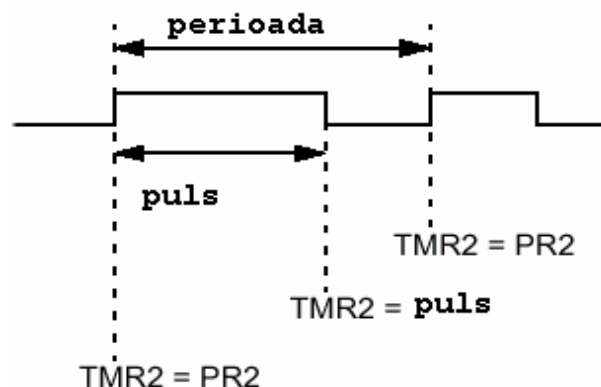 perioada
puls
TMR2 = PR2
TMR2 = puls
TMR2 = PR2